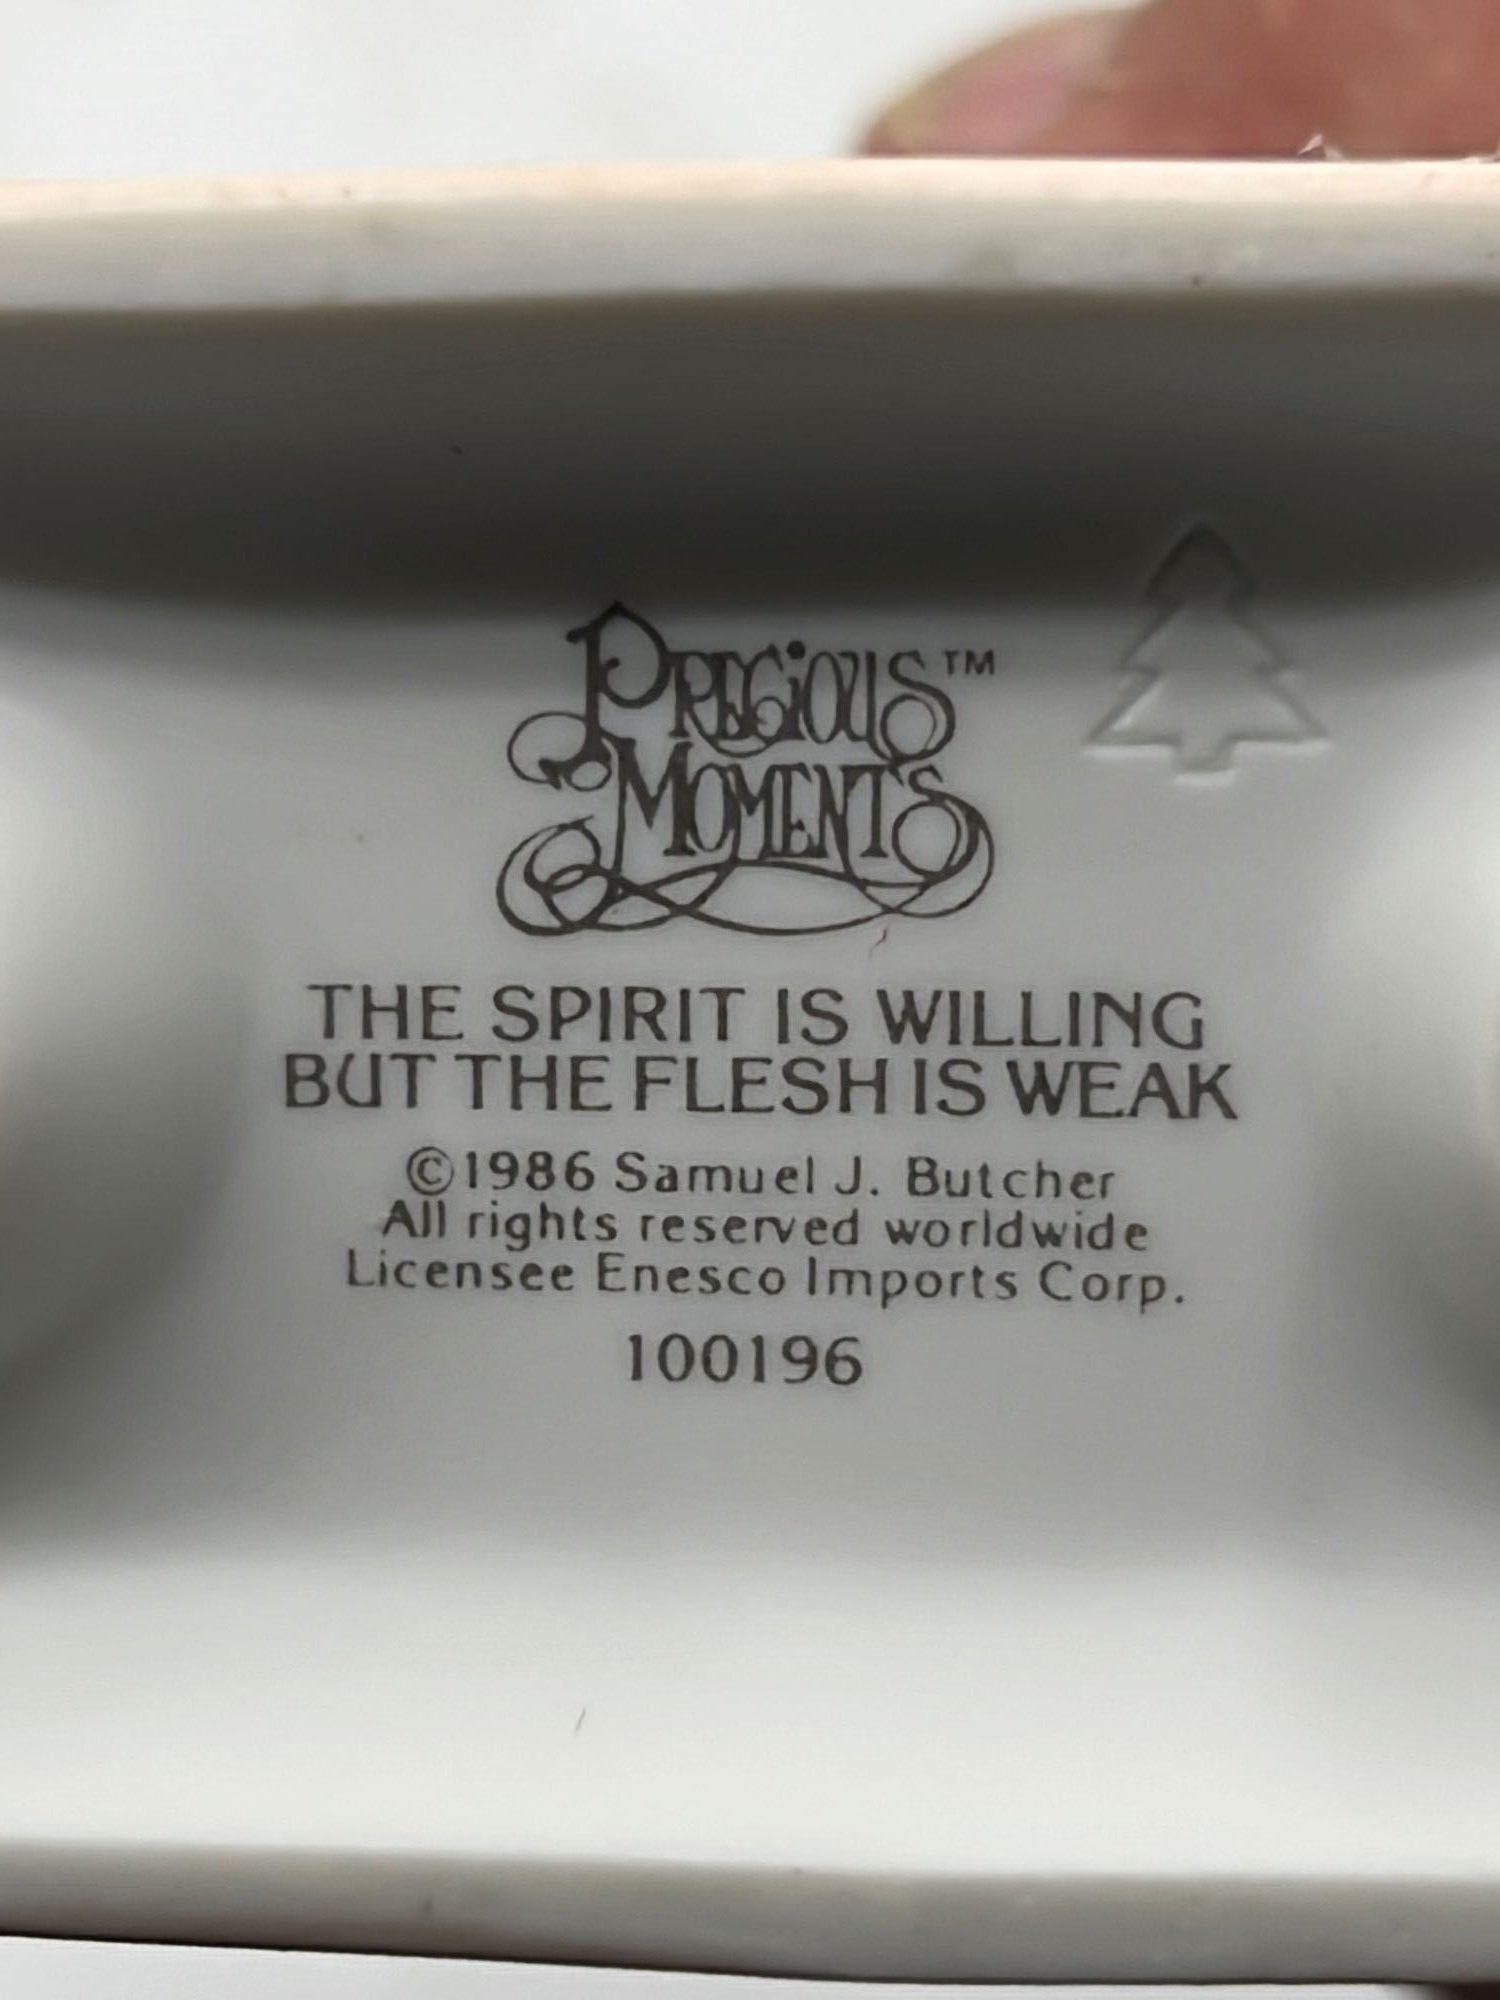 PRECIOUS™
MOMENTS
THE SPIRIT IS WILLING
BUT THE FLESH IS WEAK
©1986 Samuel J. Butcher
All rights reserved worldwide
Licensee Enesco Imports Corp.
100196